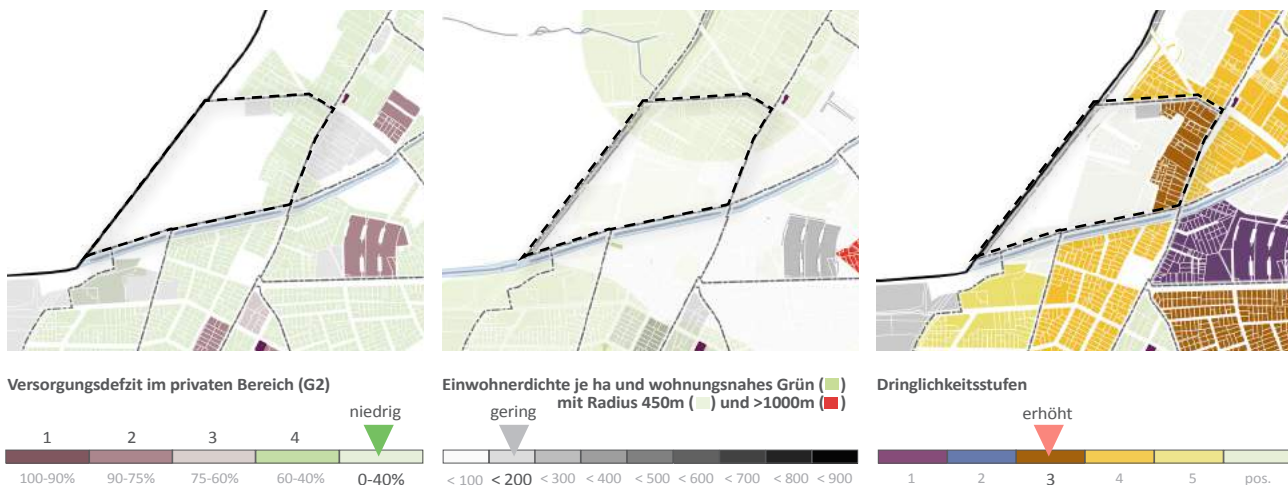 Versorgungsdefzit im privaten Bereich (G2)
niedrig
1 2 3 4
100-90% 90-75% 75-60% 60-40% 0-40%
Einwohnerdichte je ha und wohnungsnahes Grün ( )
mit Radius 450m ( ) und >1000m ( )
gering
< 100 < 200 < 300 < 400 < 500 < 600 < 700 < 800 < 900
Dringlichkeitsstufen
erhöht
1 2 3 4 5 pos.